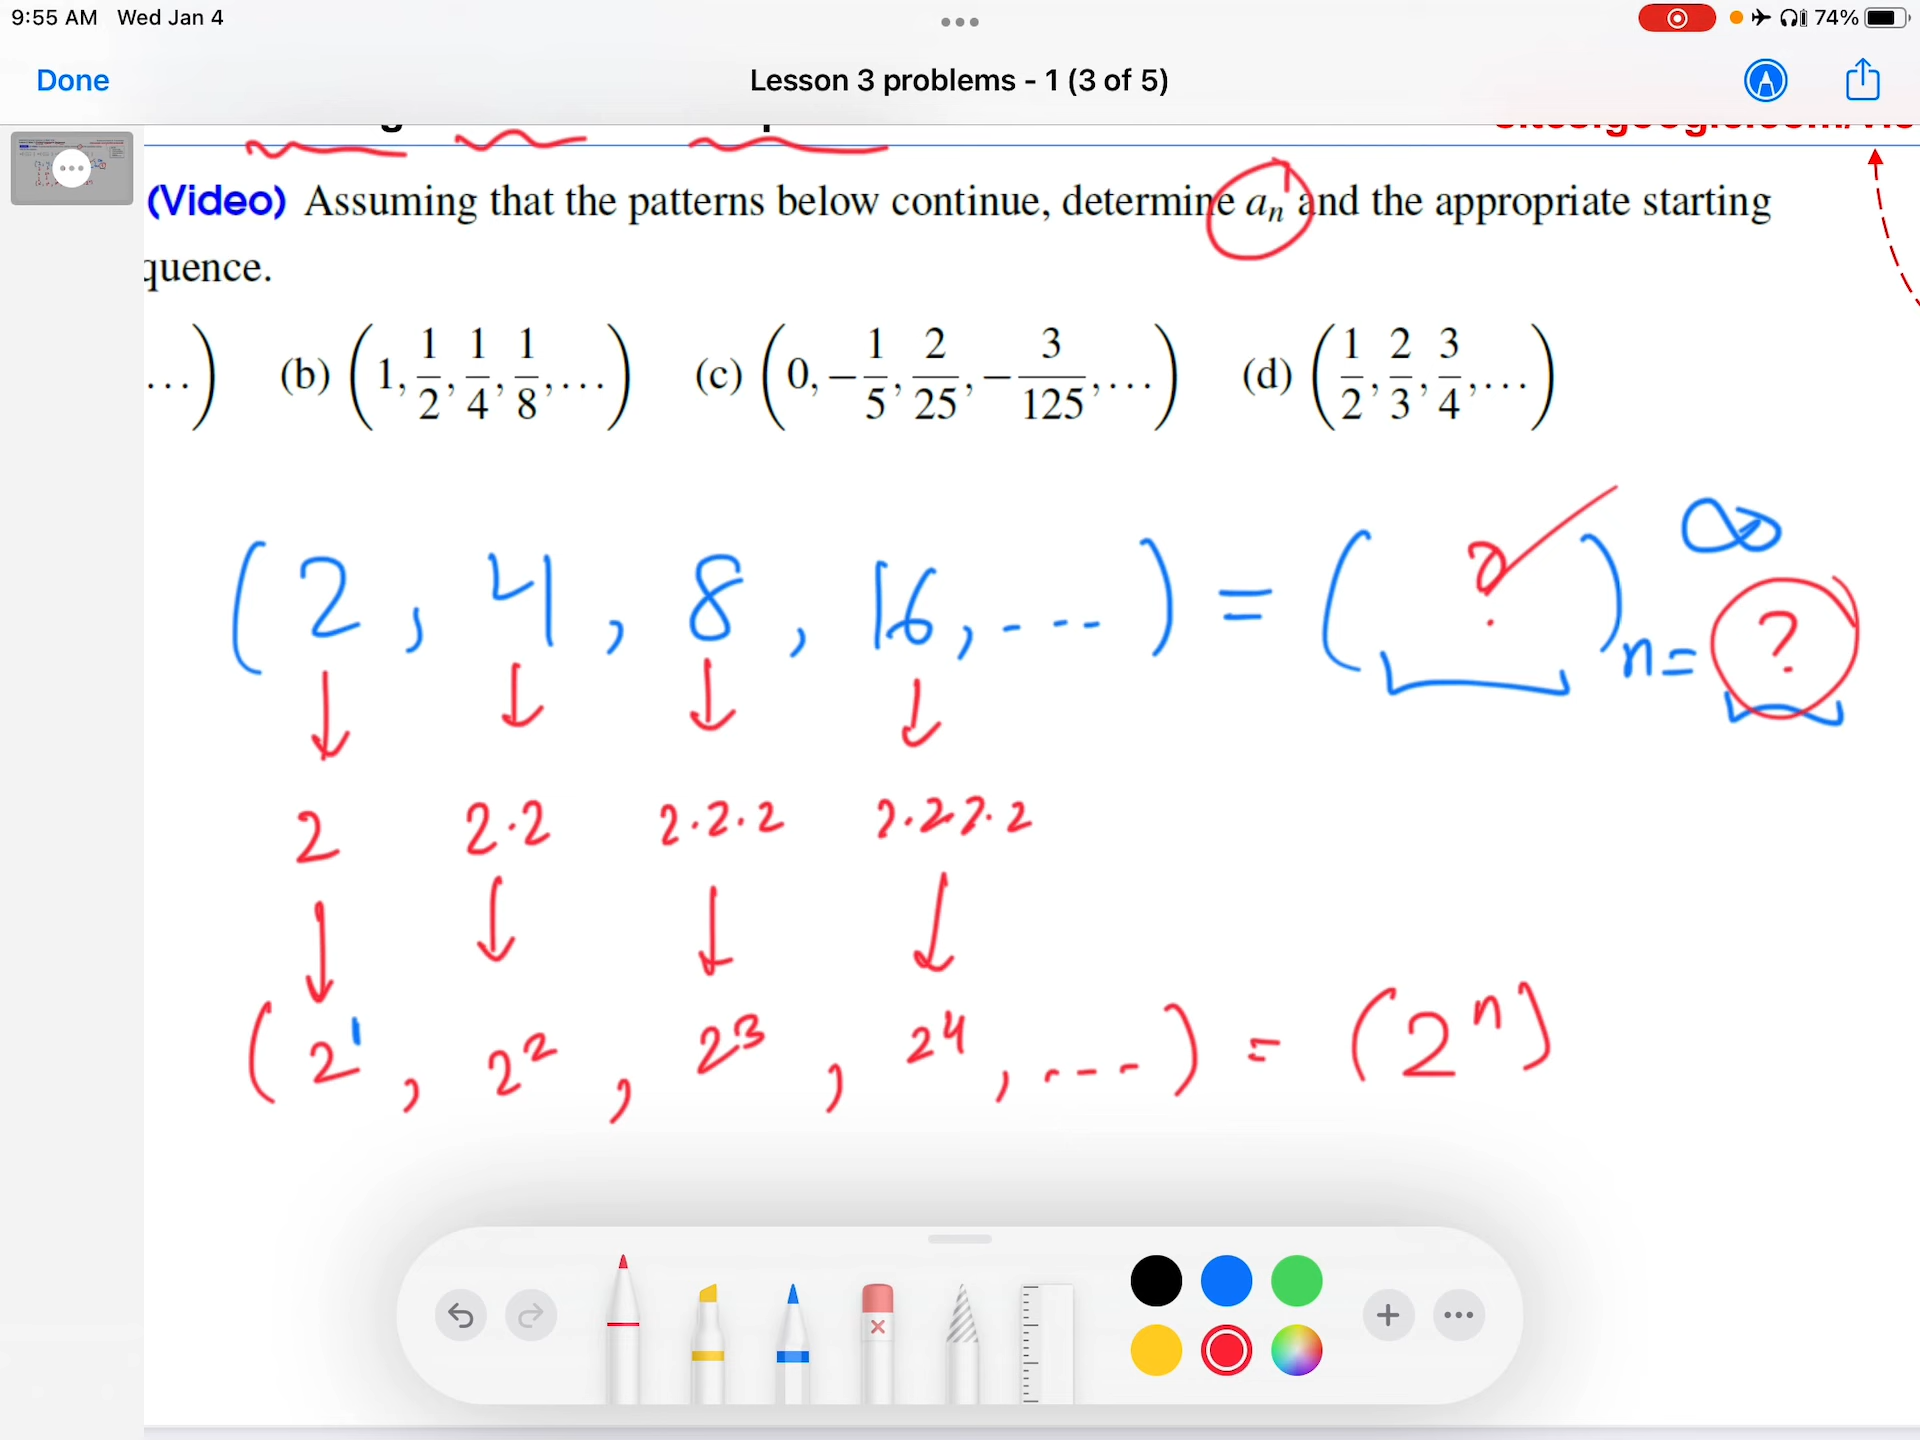 9:55 AM Wed Jan 4
74%
Done
Lesson 3 problems - 1 (3 of 5)
(Video) Assuming that the patterns below continue, determine aₙ and the appropriate starting
quence.
...) (b) (1, 1/2, 1/4, 1/8, ...) (c) (0, -1/5, 2/25, -3/125, ...) (d) (1/2, 2/3, 3/4, ...)
(2, 4, 8, 16, ...) = ( ? ) ∞ n= ?
2 2·2 2·2·2 2·2 2·2
(2¹, 2², 2³, 2⁴, ...) = (2ⁿ)